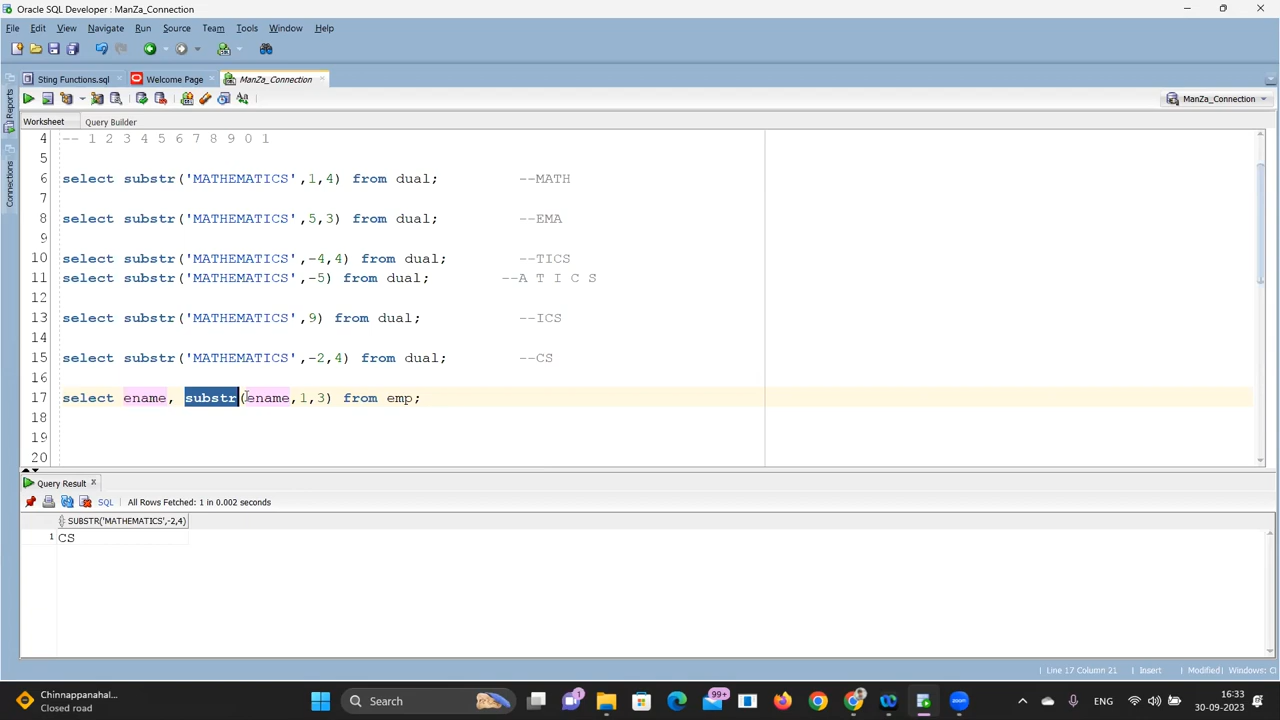 Oracle SQL Developer : ManZa_Connection
File Edit View Navigate Run Source Team Tools Window Help
Sting Functions.sql Welcome Page ManZa_Connection
Reports
Connections
ManZa_Connection
Worksheet Query Builder
4 -- 1 2 3 4 5 6 7 8 9 0 1
5
6 select substr('MATHEMATICS',1,4) from dual; --MATH
7
8 select substr('MATHEMATICS',5,3) from dual; --EMA
9
10 select substr('MATHEMATICS',-4,4) from dual; --TICS
11 select substr('MATHEMATICS',-5) from dual; --A T I C S
12
13 select substr('MATHEMATICS',9) from dual; --ICS
14
15 select substr('MATHEMATICS',-2,4) from dual; --CS
16
17 select ename, substr(ename,1,3) from emp;
18
19
20
Query Result
SQL All Rows Fetched: 1 in 0.002 seconds
SUBSTR('MATHEMATICS',-2,4)
1 CS
Line 17 Column 21 Insert Modified Windows: C
Chinnappanahal...
Closed road
Search
1
99+
ENG
16:33
30-09-2023